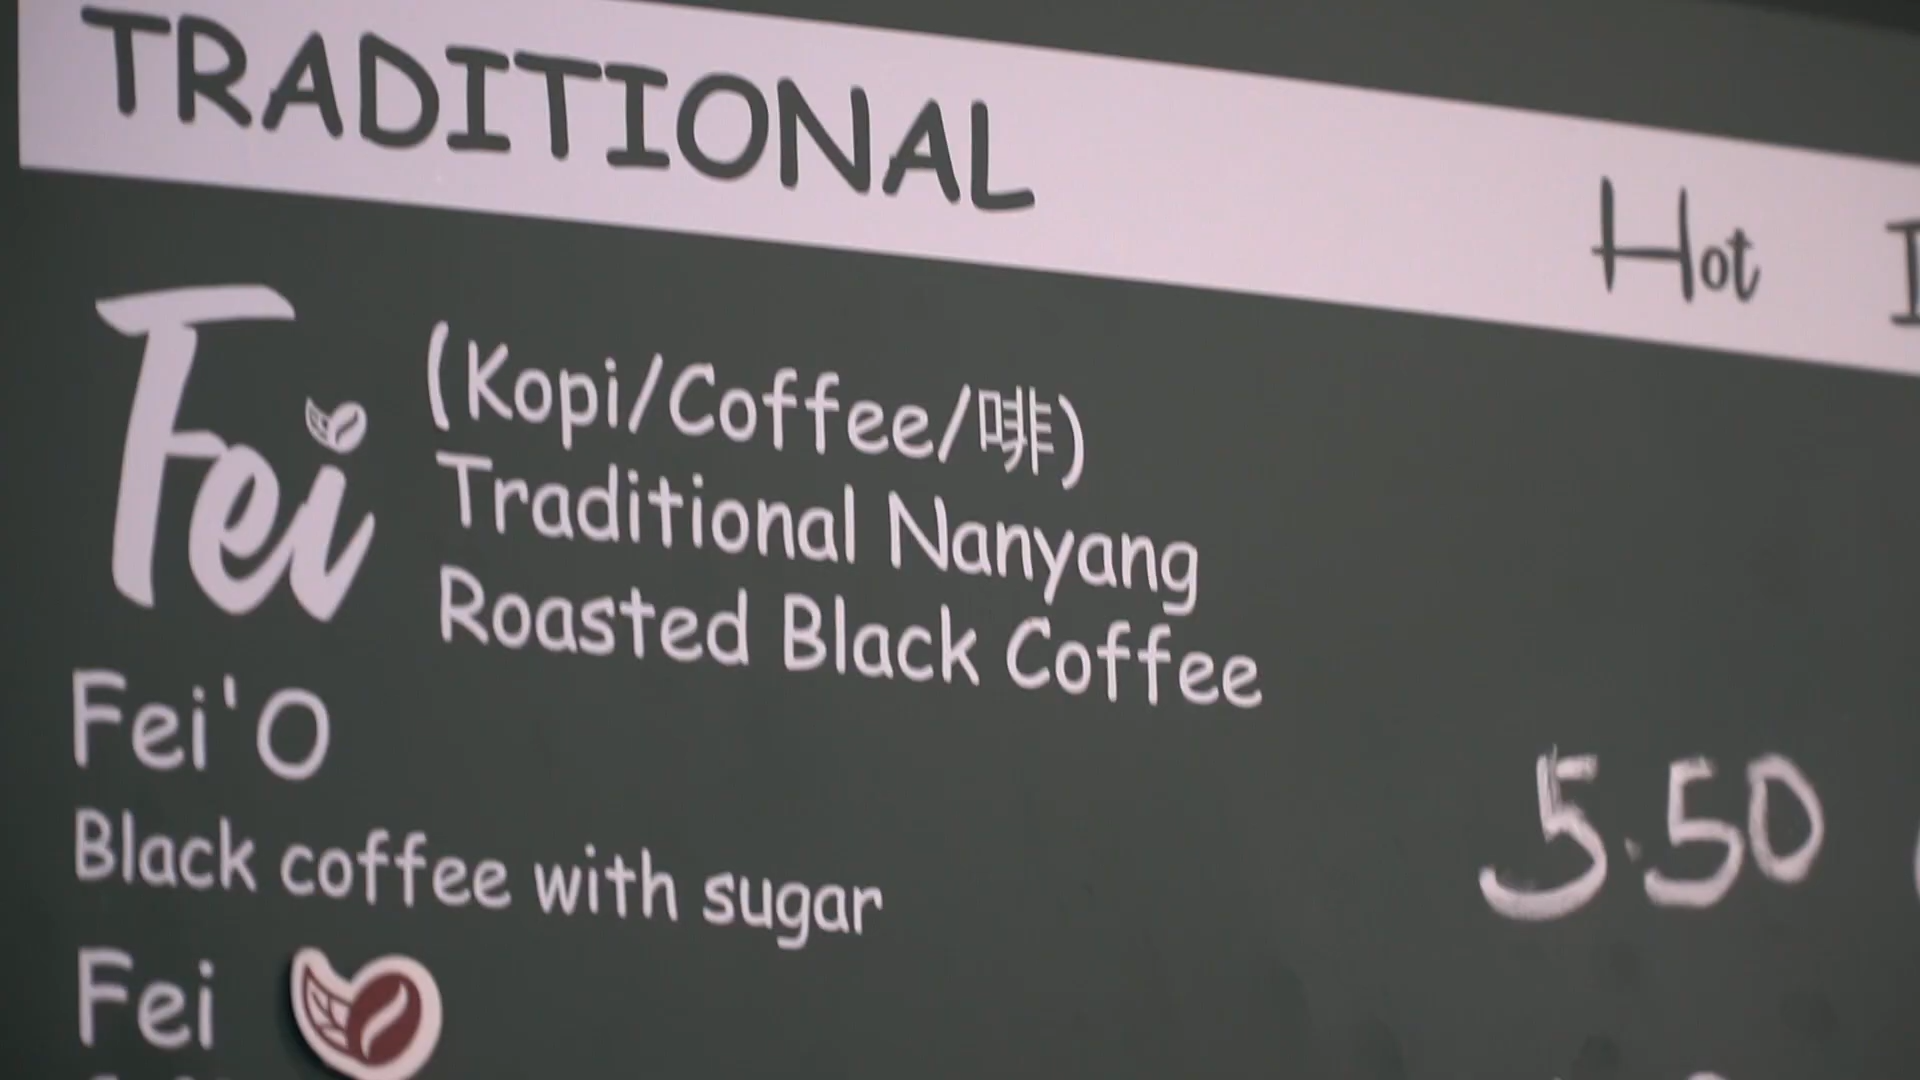 TRADITIONAL Hot
Fei
(Kopi/Coffee/啡)
Traditional Nanyang
Roasted Black Coffee
Fei'O
Black coffee with sugar 5.50
Fei